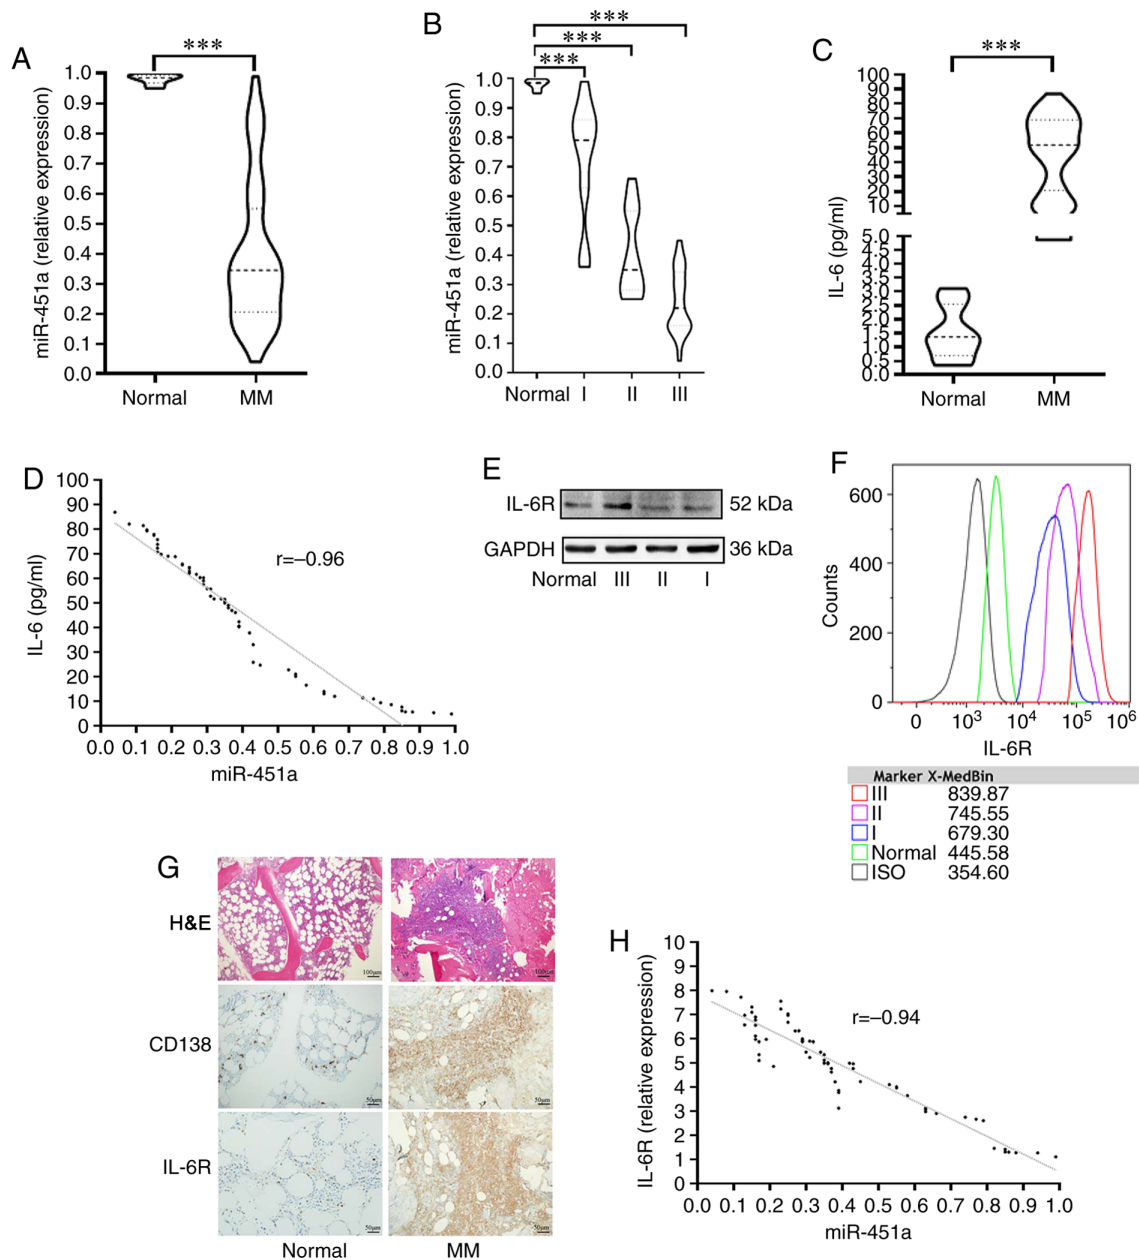 A
***
miR-451a (relative expression)
1.0
0.9
0.8
0.7
0.6
0.5
0.4
0.3
0.2
0.1
0.0
Normal MM
B
***
***
***
miR-451a (relative expression)
1.0
0.9
0.8
0.7
0.6
0.5
0.4
0.3
0.2
0.1
0.0
Normal I II III
C
***
IL-6 (pg/ml)
100
90
80
70
60
50
40
30
20
10
5.0
4.5
4.0
3.5
3.0
2.5
2.0
1.5
1.0
0.5
0.0
Normal MM
D
IL-6 (pg/ml)
100
90
80
70
60
50
40
30
20
10
0
r=–0.96
0.0 0.1 0.2 0.3 0.4 0.5 0.6 0.7 0.8 0.9 1.0
miR-451a
E
IL-6R 52 kDa
GAPDH 36 kDa
Normal III II I
F
Counts
600
400
200
0
0 10³ 10⁴ 10⁵ 10⁶
IL-6R
Marker X-MedBin
III 839.87
II 745.55
I 679.30
Normal 445.58
ISO 354.60
G
H&E
100μm
100μm
CD138
50μm
50μm
IL-6R
50μm
50μm
Normal MM
H
IL-6R (relative expression)
10
9
8
7
6
5
4
3
2
1
0
r=–0.94
0.0 0.1 0.2 0.3 0.4 0.5 0.6 0.7 0.8 0.9 1.0
miR-451a